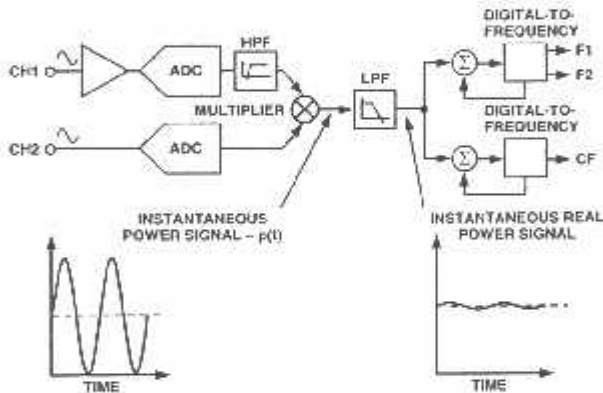 DIGITAL-TO-
FREQUENCY
HPF
F1
CH1
ADC
LPF
F2
MULTIPLIER
DIGITAL-TO-
FREQUENCY
CH2
ADC
CF
INSTANTANEOUS
POWER SIGNAL – p(t)
INSTANTANEOUS REAL
POWER SIGNAL
TIME
TIME